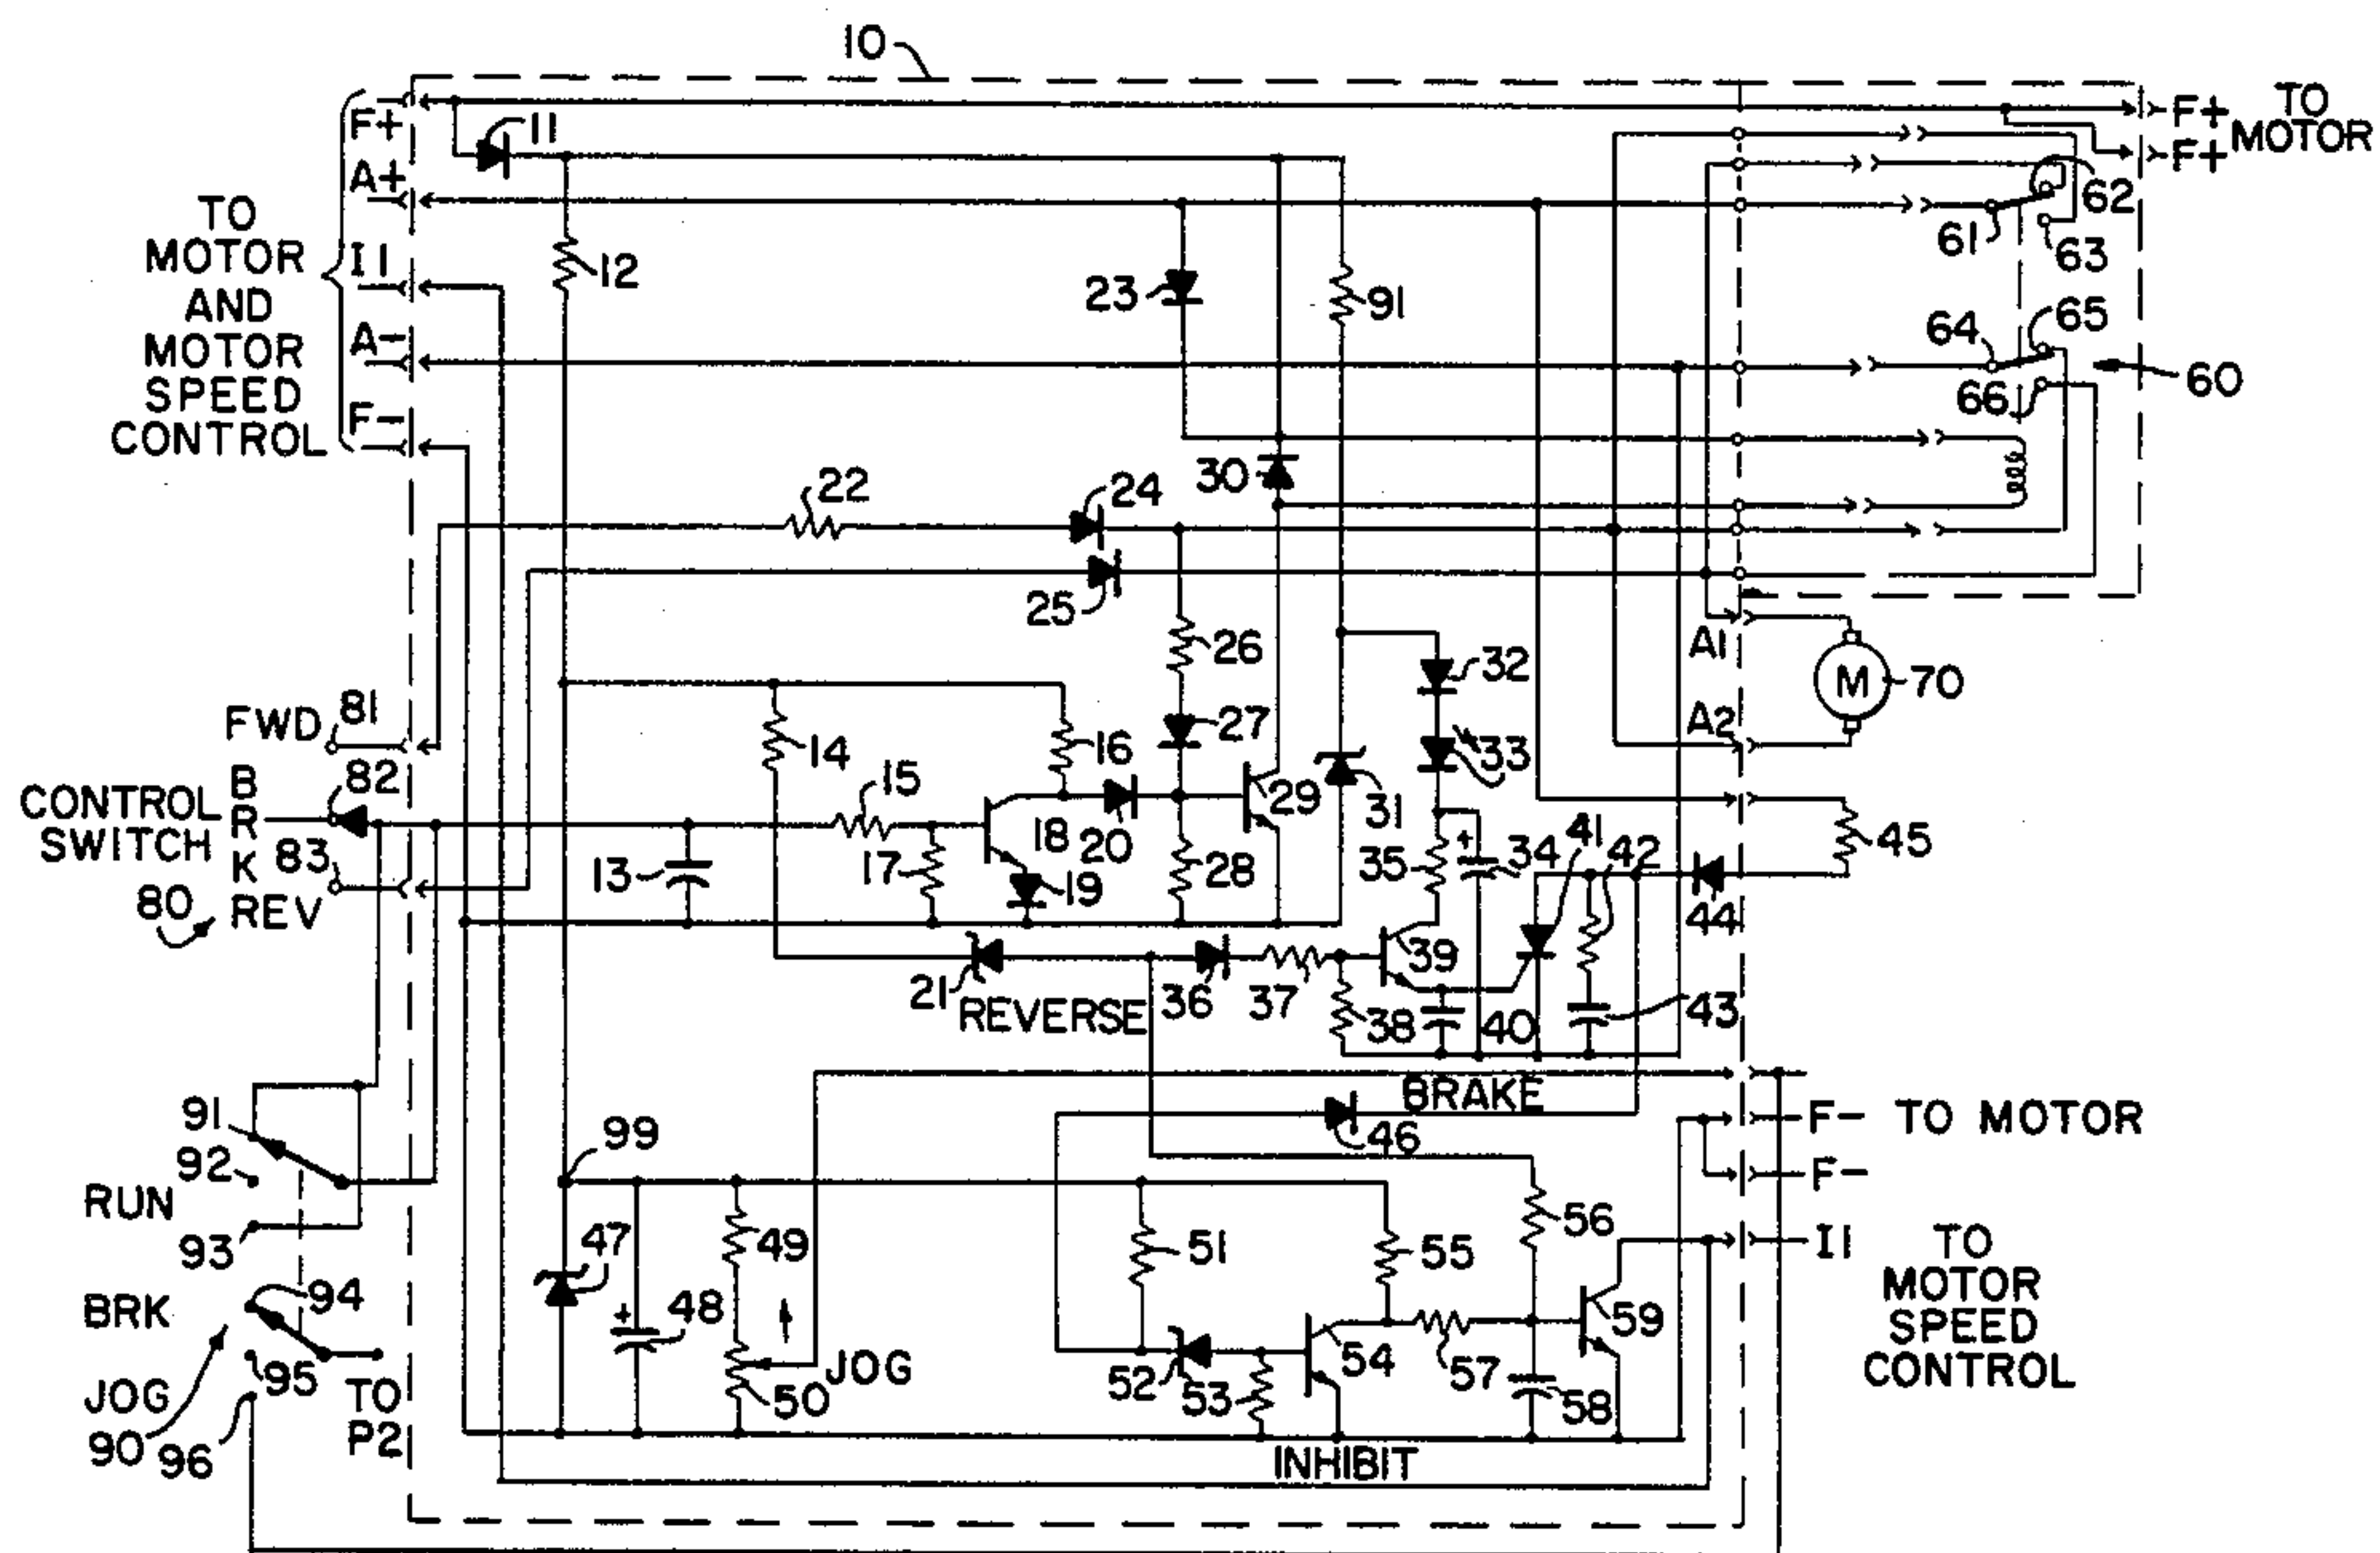 10
F+
A+
I1
A-
F-
TO
MOTOR
AND
MOTOR
SPEED
CONTROL
11
12
22
24
25
23
30
91
26
27
F+
F+
TO
MOTOR
62
61
63
64
65
66
60
A1
M
70
A2
FWD
81
82
BRK
CONTROL
SWITCH
83
80
REV
14
15
16
13
17
18
20
19
28
29
31
32
33
34
35
41
42
44
45
21
REVERSE
36
37
38
39
40
43
BRAKE
46
91
92
RUN
93
BRK
94
JOG
95
90
96
TO
P2
99
47
48
49
50
JOG
51
52
53
54
55
56
57
58
59
INHIBIT
F-
TO MOTOR
F-
I1
TO
MOTOR
SPEED
CONTROL